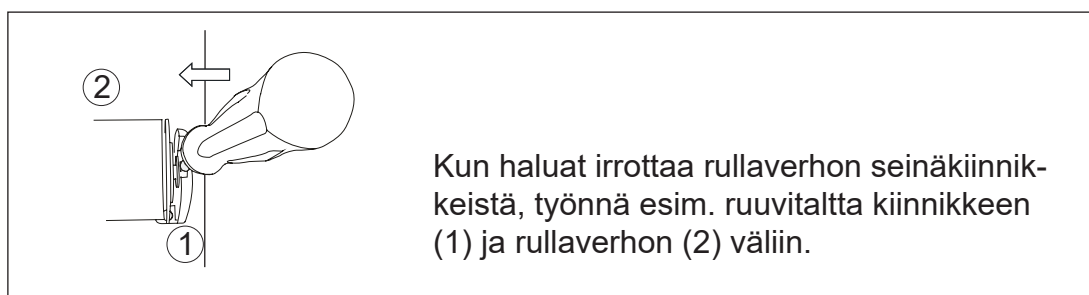 2
1
Kun haluat irrottaa rullaverhon seinäkiinnik-
keistä, työnnä esim. ruuvitaltta kiinnikkeen
(1) ja rullaverhon (2) väliin.